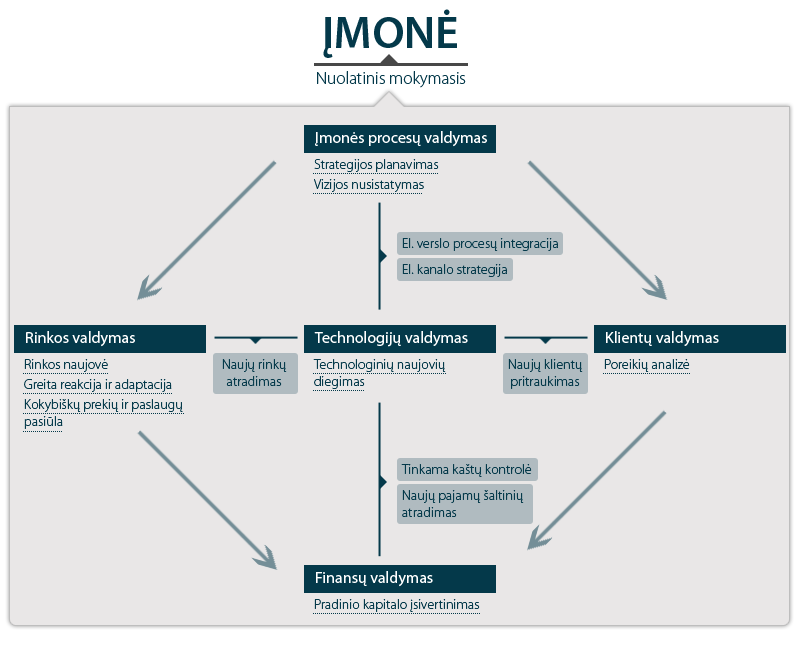 ĮMONĖ
Nuolatinis mokymasis
Įmonės procesų valdymas
Strategijos planavimas
Vizijos nusistatymas
El. verslo procesų integracija
El. kanalo strategija
Rinkos valdymas
Rinkos naujovė
Greita reakcija ir adaptacija
Kokybiškų prekių ir paslaugų
pasiūla
Naujų rinkų
atradimas
Technologijų valdymas
Technologinių naujovių
diegimas
Naujų klientų
pritraukimas
Klientų valdymas
Poreikių analizė
Tinkama kaštų kontrolė
Naujų pajamų šaltinių
atradimas
Finansų valdymas
Pradinio kapitalo įsivertinimas